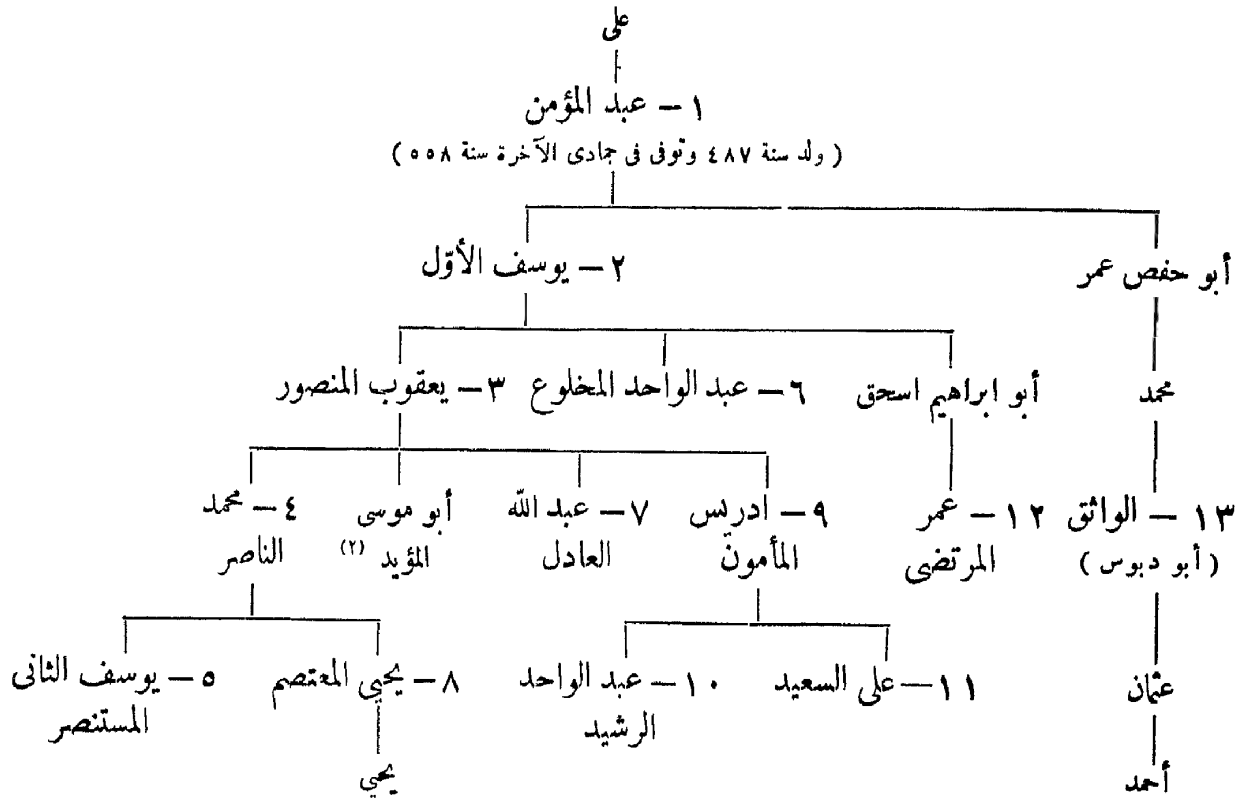 على
١ – عبد المؤمن
( ولد سنة ٤٨٧ وتوفى فى جمادى الآخرة سنة ٥٥٨ )
أبو حفص عمر
٢ – يوسف الأوّل
محمد
أبو ابراهيم اسحق
٦ – عبد الواحد المخلوع
٣ – يعقوب المنصور
١٣ – الواثق
( أبو دبوس )
١٢ – عمر
المرتضى
٩ – ادريس
المأمون
٧ – عبد اللّه
العادل
أبو موسى
المؤيد (٢)
٤ – محمد
الناصر
عثمان
١١ – على السعيد
١٠ – عبد الواحد
الرشيد
٨ – يحيى المعتصم
٥ – يوسف الثانى
المستنصر
أحمد
يحيى